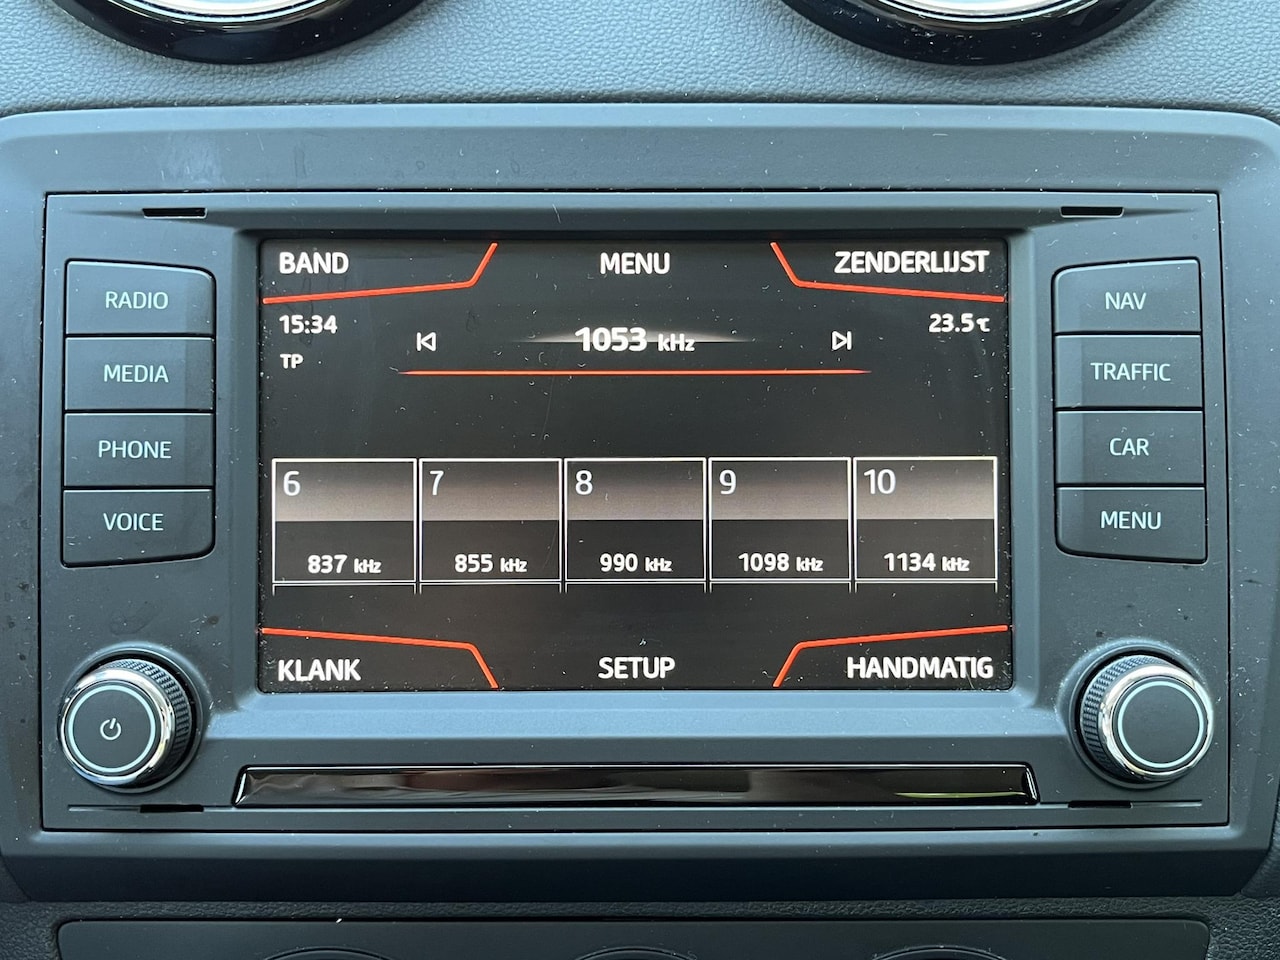 BAND MENU ZENDERLIJST
15:34 1053 kHz 23.5℃
TP
6 7 8 9 10
837 kHz 855 kHz 990 kHz 1098 kHz 1134 kHz
KLANK SETUP HANDMATIG
RADIO
MEDIA
PHONE
VOICE
NAV
TRAFFIC
CAR
MENU